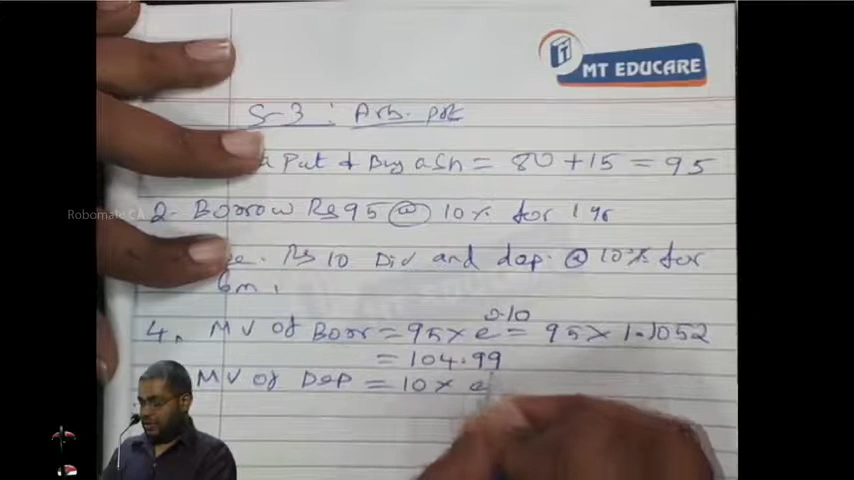 MT EDUCARE
S-3 : Arb. pft
a Put & Buy a Sh = 80 + 15 = 95
Robomate CA
2. Borrow Rs 95 @ 10% for 1 yr
Rs 10 Div and dep. @ 10% for
6m.
4. MV of Borr = 95 × e^0.10 = 95 × 1.1052
= 104.99
MV of Dep = 10 × e